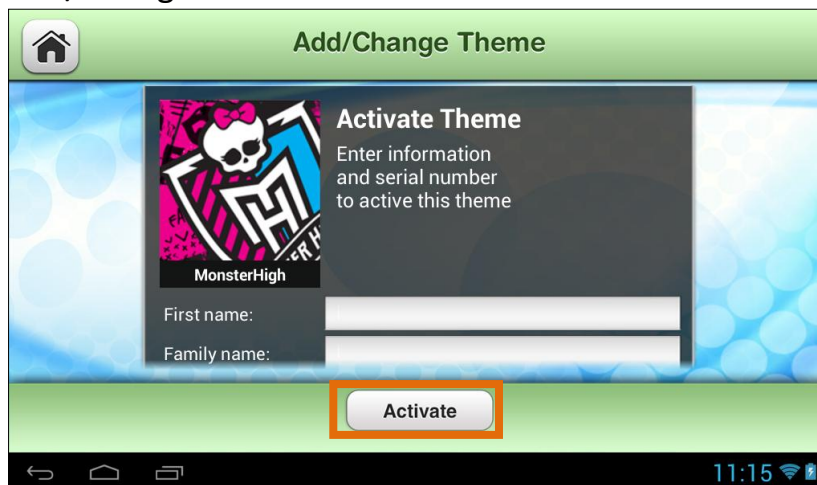 Add/Change Theme
Activate Theme
Enter information
and serial number
to active this theme
MonsterHigh
First name:
Family name:
Activate
11:15